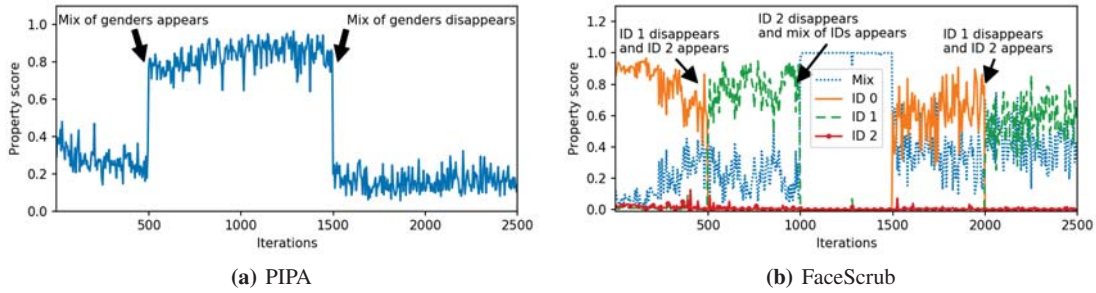 Mix of genders appears
Mix of genders disappears
1.0
0.8
0.6
0.4
0.2
0.0
Property score
500
1000
1500
2000
2500
Iterations
(a) PIPA
ID 1 disappears
and ID 2 appears
ID 2 disappears
and mix of IDs appears
ID 1 disappears
and ID 2 appears
1.2
1.0
0.8
0.6
0.4
0.2
0.0
Property score
Mix
ID 0
ID 1
ID 2
500
1000
1500
2000
2500
Iterations
(b) FaceScrub